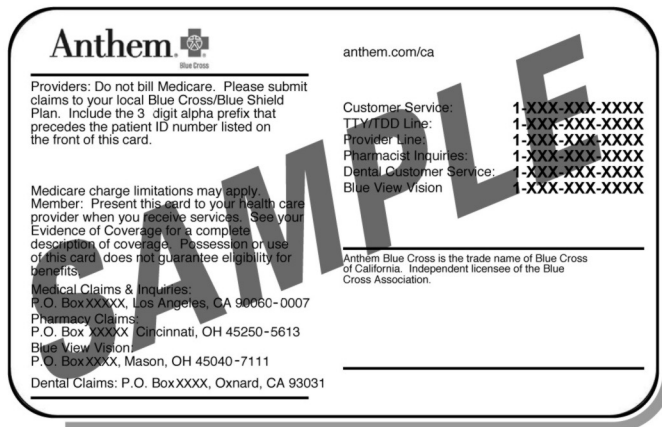 Anthem
Blue Cross
Providers: Do not bill Medicare. Please submit
claims to your local Blue Cross/Blue Shield
Plan. Include the 3 digit alpha prefix that
precedes the patient ID number listed on
the front of this card.
Medicare charge limitations may apply.
Member: Present this card to your health care
provider when you receive services. See your
Evidence of Coverage for a complete
description of coverage. Possession or use
of this card does not guarantee eligibility for
benefits.
Medical Claims & Inquiries:
P.O. Box XXXXX, Los Angeles, CA 90060-0007
Pharmacy Claims:
P.O. Box XXXXX Cincinnati, OH 45250-5613
Blue View Vision:
P.O. Box XXXX, Mason, OH 45040-7111
Dental Claims: P.O. Box XXXX, Oxnard, CA 93031
anthem.com/ca
Customer Service: 1-XXX-XXX-XXXX
TTY/TDD Line: 1-XXX-XXX-XXXX
Provider Line: 1-XXX-XXX-XXXX
Pharmacist Inquiries: 1-XXX-XXX-XXXX
Dental Customer Service: 1-XXX-XXX-XXXX
Blue View Vision 1-XXX-XXX-XXXX
Anthem Blue Cross is the trade name of Blue Cross
of California. Independent licensee of the Blue
Cross Association.
SAMPLE